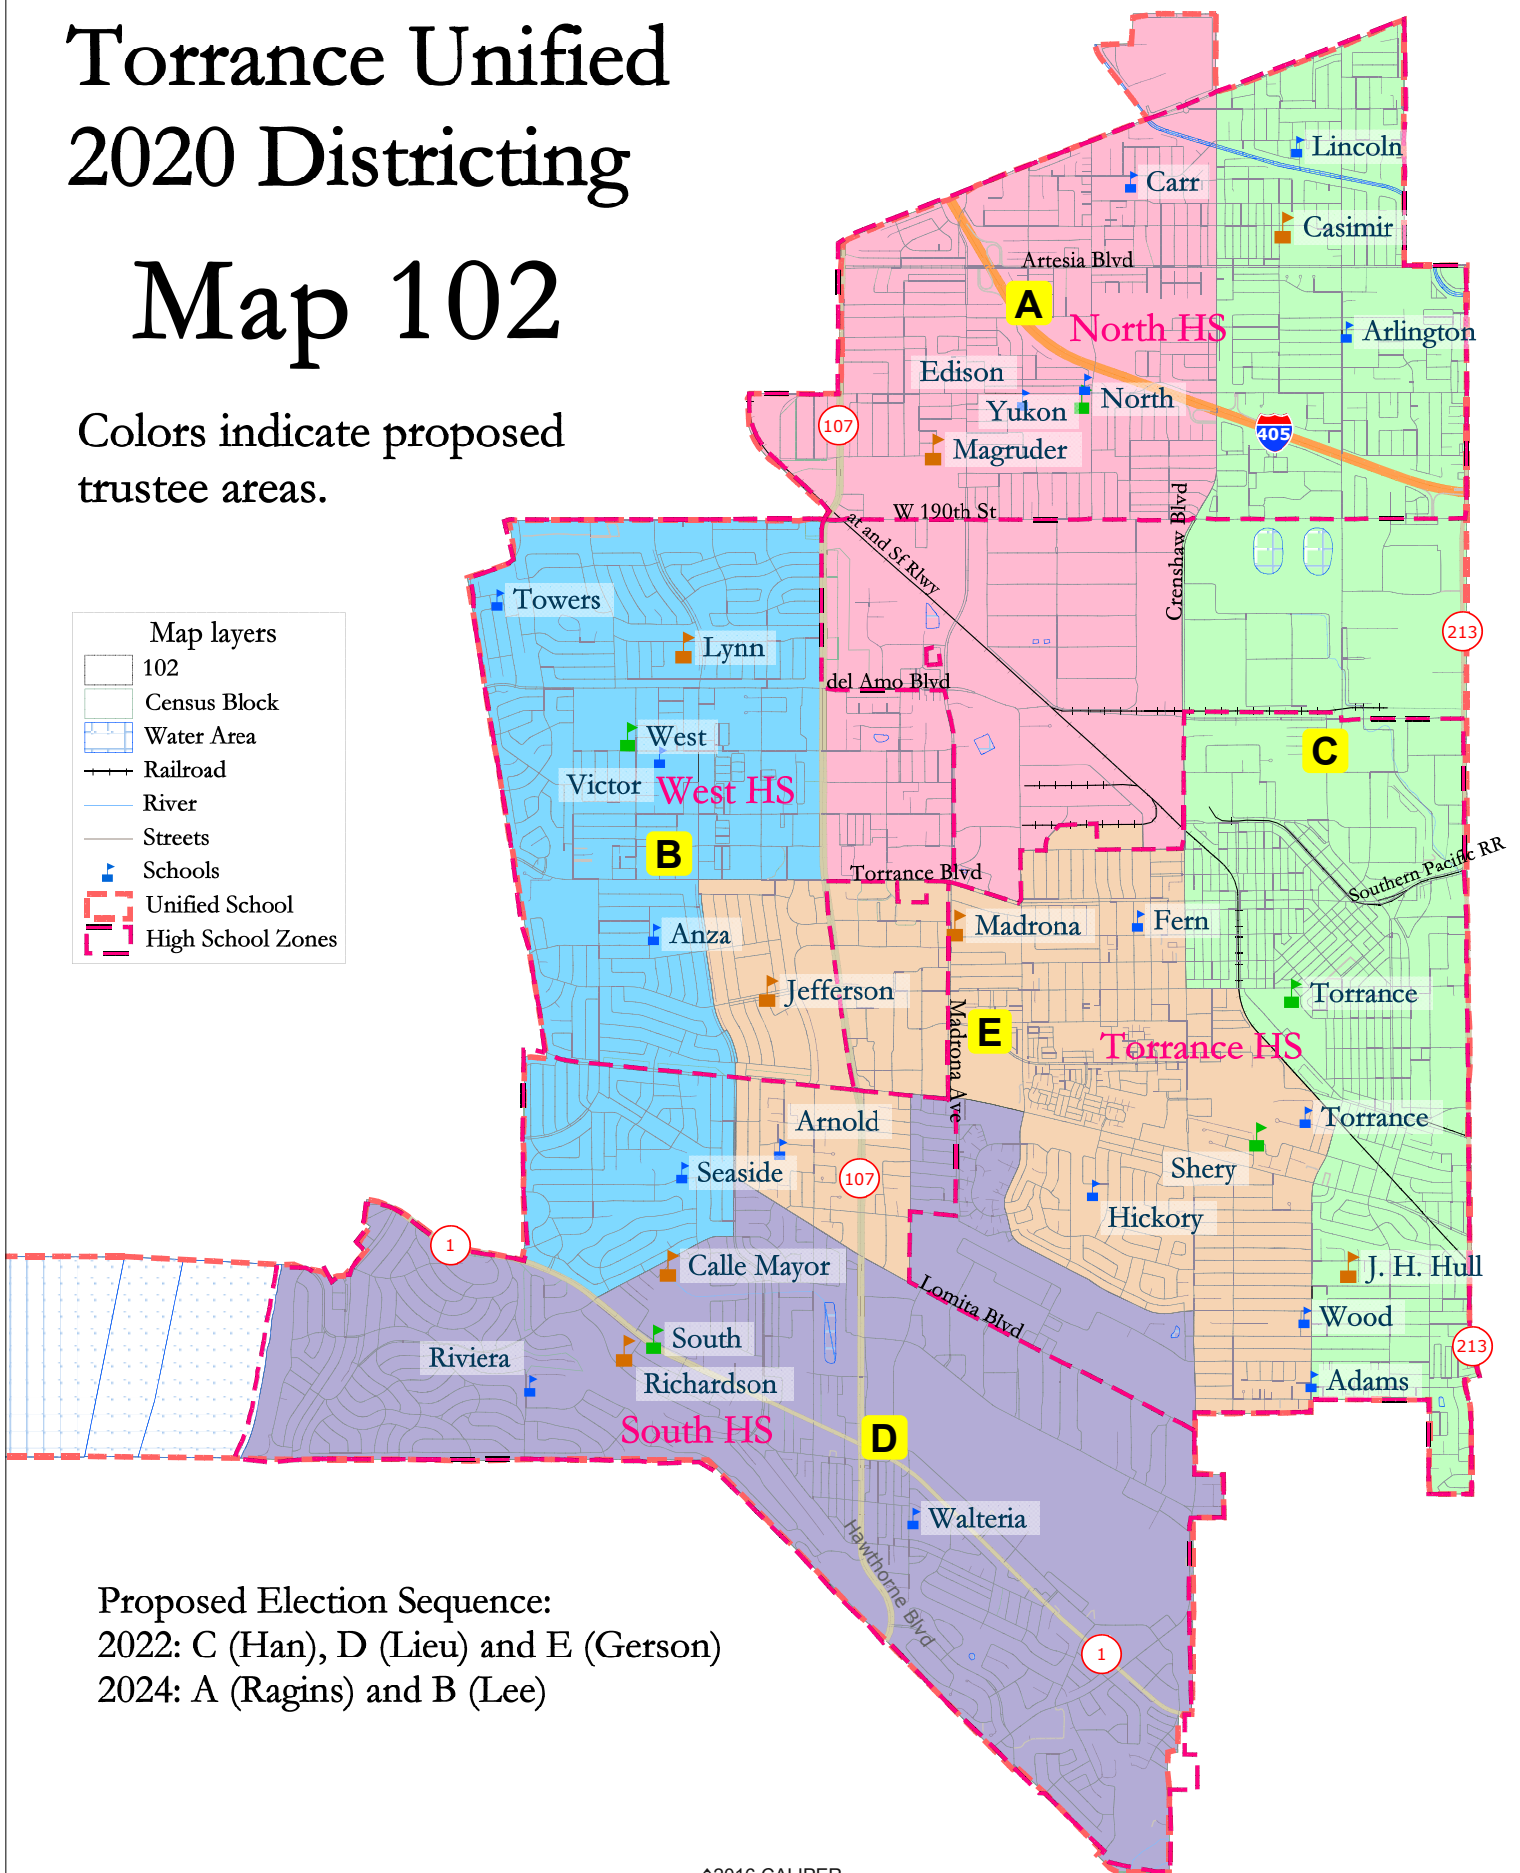 Torrance Unified
2020 Districting
Map 102
Colors indicate proposed
trustee areas.
Lincoln
Carr
Casimir
Artesia Blvd
A
North HS
Arlington
Edison
Yukon
North
107
405
Magruder
W 190th St
at and Sf Rlwy
Crenshaw Blvd
Towers
213
Lynn
del Amo Blvd
West
C
Victor
West HS
B
Torrance Blvd
Southern Pacific RR
Madrona
Fern
Anza
Jefferson
Torrance
Madrona Ave
E
Torrance HS
Arnold
Torrance
Seaside
107
Shery
Hickory
1
Calle Mayor
J. H. Hull
Lomita Blvd
Wood
South
213
Riviera
Richardson
Adams
South HS
D
Walteria
Hawthorne Blvd
1
Map layers
102
Census Block
Water Area
Railroad
River
Streets
Schools
Unified School
High School Zones
Proposed Election Sequence:
2022: C (Han), D (Lieu) and E (Gerson)
2024: A (Ragins) and B (Lee)